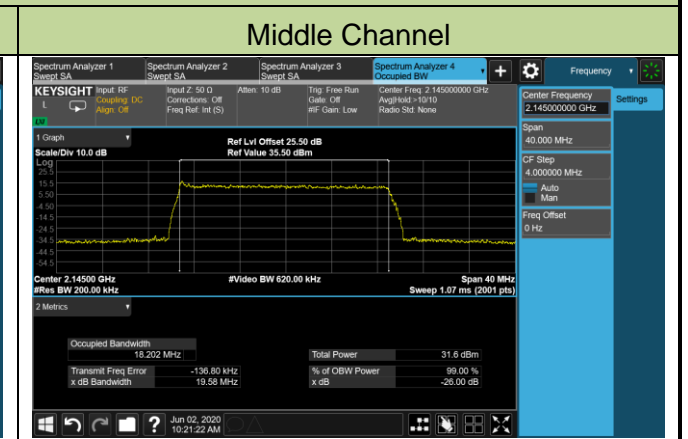 Middle Channel
Spectrum Analyzer 1
Swept SA
Spectrum Analyzer 2
Swept SA
Spectrum Analyzer 3
Swept SA
Spectrum Analyzer 4
Occupied BW
+
Frequency
KEYSIGHT
L
Input: RF
Coupling: DC
Align: Off
Input Z: 50 Ω
Corrections: Off
Freq Ref: Int (S)
Atten: 10 dB
Trig: Free Run
Gate: Off
#IF Gain: Low
Center Freq: 2.145000000 GHz
Avg|Hold:>10/10
Radio Std: None
Center Frequency
2.145000000 GHz
Settings
Span
40.000 MHz
CF Step
4.000000 MHz
Auto
Man
Freq Offset
0 Hz
1 Graph
Scale/Div 10.0 dB
Ref Lvl Offset 25.50 dB
Ref Value 35.50 dBm
Log
25.5
15.5
5.50
-4.50
-14.5
-24.5
-34.5
-44.5
-54.5
Center 2.14500 GHz
#Res BW 200.00 kHz
#Video BW 620.00 kHz
Span 40 MHz
Sweep 1.07 ms (2001 pts)
2 Metrics
Occupied Bandwidth
18.202 MHz
Total Power 31.6 dBm
Transmit Freq Error -136.80 kHz
% of OBW Power 99.00 %
x dB Bandwidth 19.58 MHz
x dB -26.00 dB
?
Jun 02, 2020
10:21:22 AM